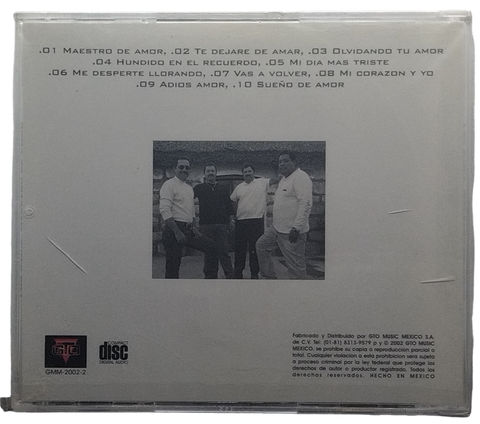 .01 MAESTRO DE AMOR, .02 TE DEJARE DE AMAR, .03 OLVIDANDO TU AMOR
.04 HUNDIDO EN EL RECUERDO, .05 MI DIA MAS TRISTE
.06 ME DESPERTE LLORANDO, .07 VAS A VOLVER, .08 MI CORAZON Y YO
.09 ADIOS AMOR, .10 SUEÑO DE AMOR
GTO
COMPACT
disc
DIGITAL AUDIO
GMM-2002-2
Fabricado y Distribuido por GTO MUSIC MEXICO S.A.
de C.V. Tel: (01-81) 8313-9579 p y © 2002 GTO MUSIC
MEXICO. se prohibe su copia o reproduccion parcial o
total. Cualquier violacion a esta prohibicion sera sujeta
a proceso criminal por la ley federal que protege los
derechos de autor o productor registrado. Todos los
derechos reservados. HECHO EN MEXICO